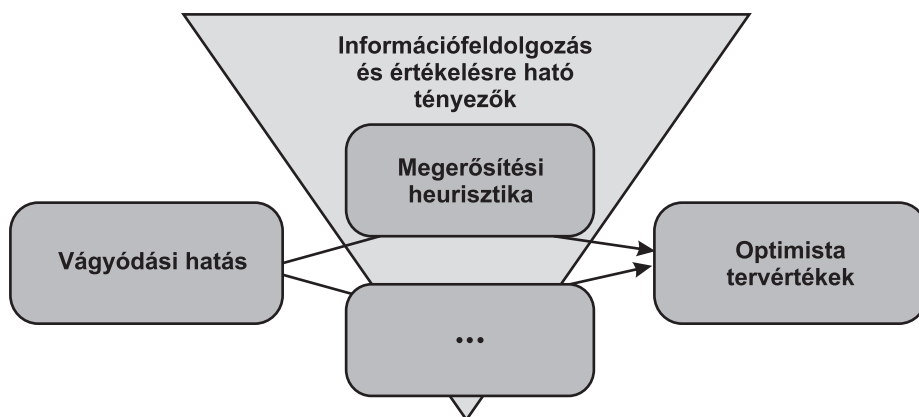 Információfeldolgozás
és értékelésre ható
tényezők
Megerősítési
heurisztika
Vágyódási hatás
Optimista
tervértékek
...